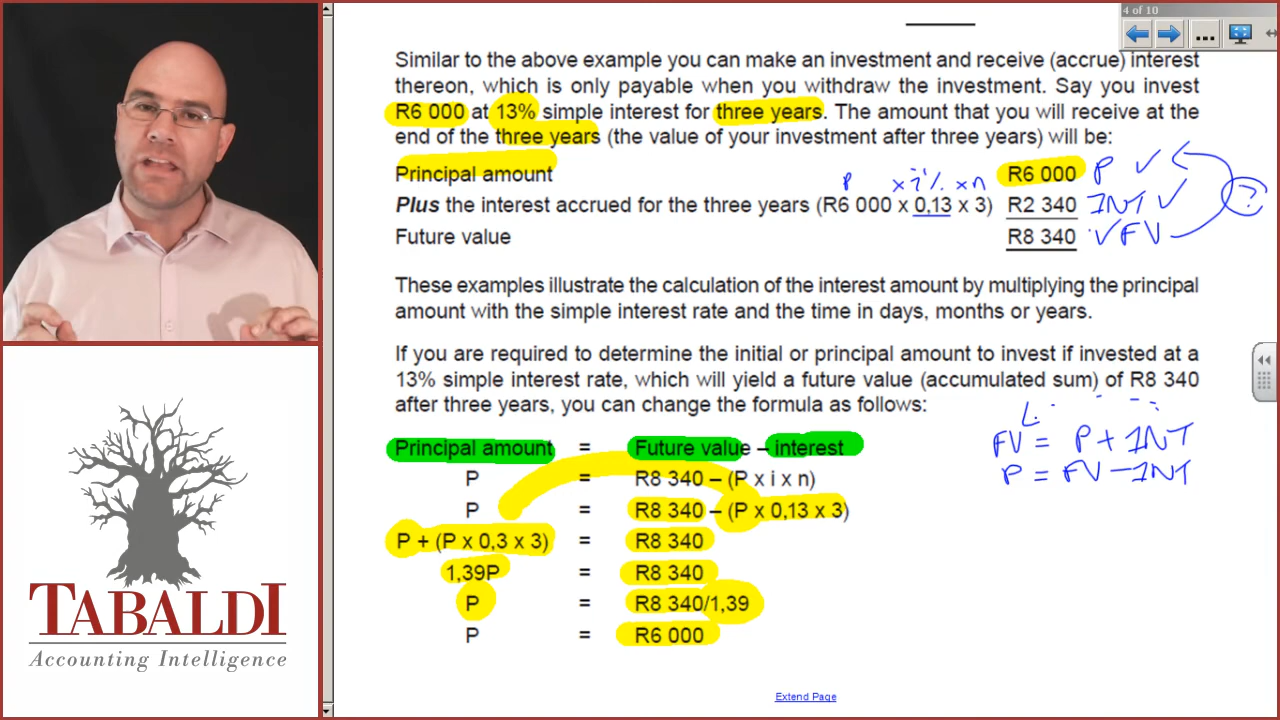 4 of 10
Similar to the above example you can make an investment and receive (accrue) interest
thereon, which is only payable when you withdraw the investment. Say you invest
R6 000 at 13% simple interest for three years. The amount that you will receive at the
end of the three years (the value of your investment after three years) will be:
Principal amount R6 000 P ✓
P x i% x n
Plus the interest accrued for the three years (R6 000 x 0,13 x 3) R2 340 INT ✓ ?
Future value R8 340 ✓ FV
These examples illustrate the calculation of the interest amount by multiplying the principal
amount with the simple interest rate and the time in days, months or years.
If you are required to determine the initial or principal amount to invest if invested at a
13% simple interest rate, which will yield a future value (accumulated sum) of R8 340
after three years, you can change the formula as follows:
FV = P + INT
P = FV - INT
Principal amount = Future value – interest
P = R8 340 – (P x i x n)
P = R8 340 – (P x 0,13 x 3)
P + (P x 0,3 x 3) = R8 340
1,39P = R8 340
P = R8 340/1,39
P = R6 000
Extend Page
TABALDI
Accounting Intelligence